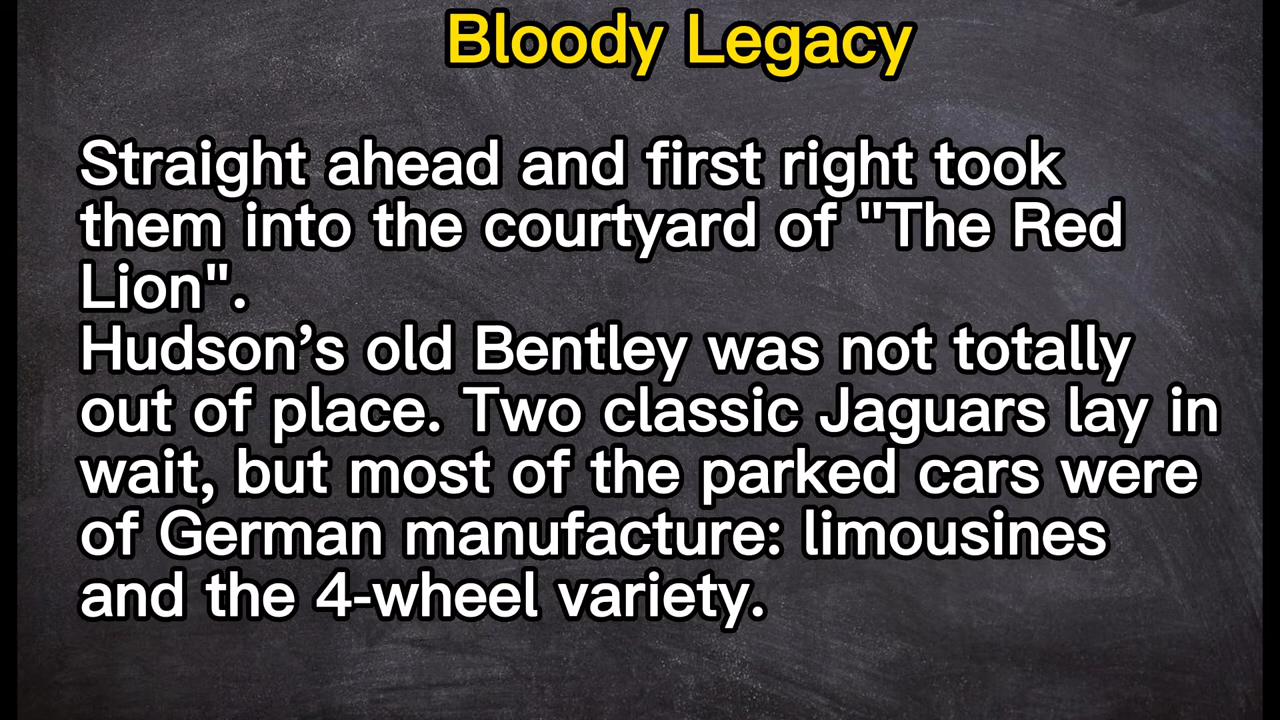 Bloody Legacy
Straight ahead and first right took
them into the courtyard of "The Red
Lion".
Hudson’s old Bentley was not totally
out of place. Two classic Jaguars lay in
wait, but most of the parked cars were
of German manufacture: limousines
and the 4-wheel variety.